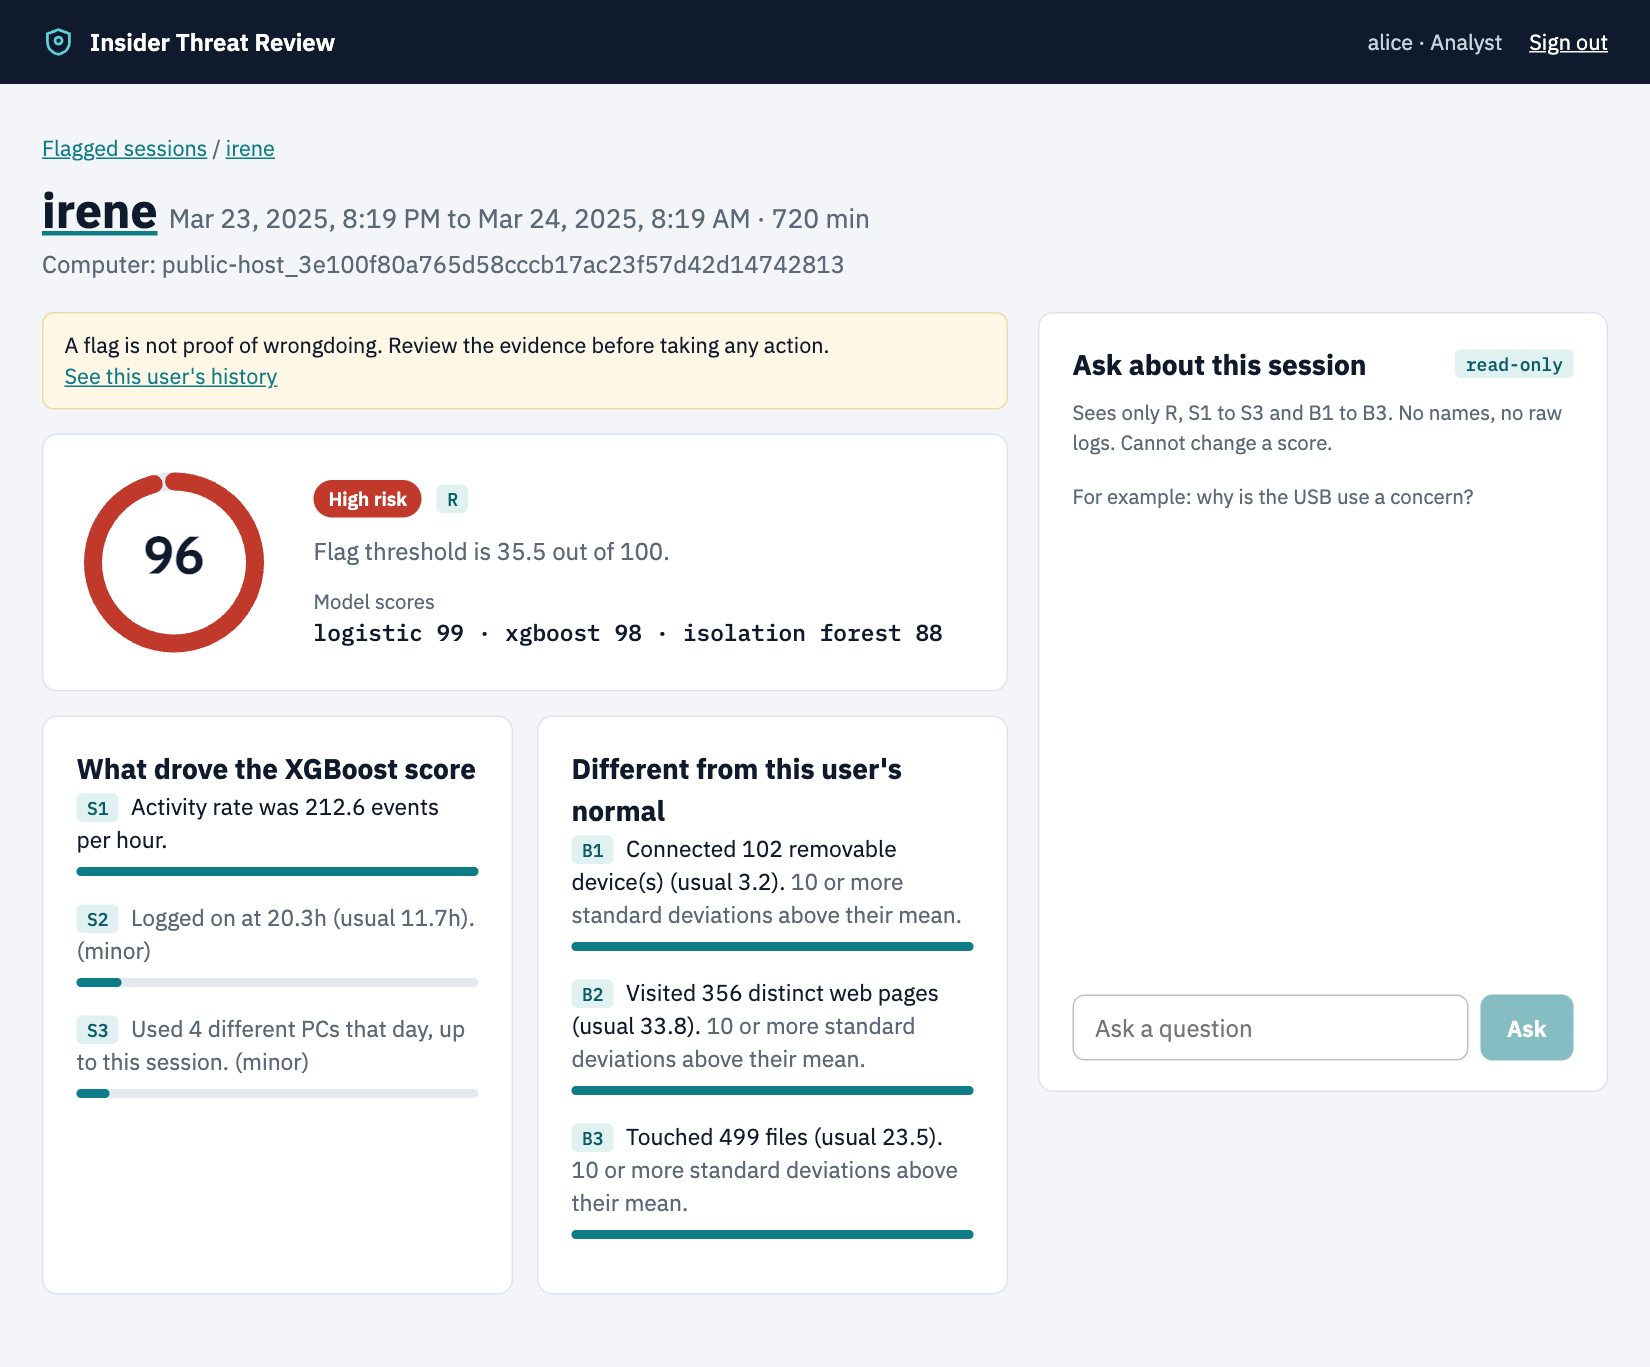 Insider Threat Review
alice · Analyst
Sign out
Flagged sessions / irene
irene Mar 23, 2025, 8:19 PM to Mar 24, 2025, 8:19 AM · 720 min
Computer: public-host_3e100f80a765d58cccb17ac23f57d42d14742813
A flag is not proof of wrongdoing. Review the evidence before taking any action.
See this user's history
96
High risk R
Flag threshold is 35.5 out of 100.
Model scores
logistic 99 · xgboost 98 · isolation forest 88
What drove the XGBoost score
S1 Activity rate was 212.6 events
per hour.
S2 Logged on at 20.3h (usual 11.7h).
(minor)
S3 Used 4 different PCs that day, up
to this session. (minor)
Different from this user's
normal
B1 Connected 102 removable
device(s) (usual 3.2). 10 or more
standard deviations above their mean.
B2 Visited 356 distinct web pages
(usual 33.8). 10 or more standard
deviations above their mean.
B3 Touched 499 files (usual 23.5).
10 or more standard deviations above
their mean.
Ask about this session
read-only
Sees only R, S1 to S3 and B1 to B3. No names, no raw
logs. Cannot change a score.
For example: why is the USB use a concern?
Ask a question
Ask